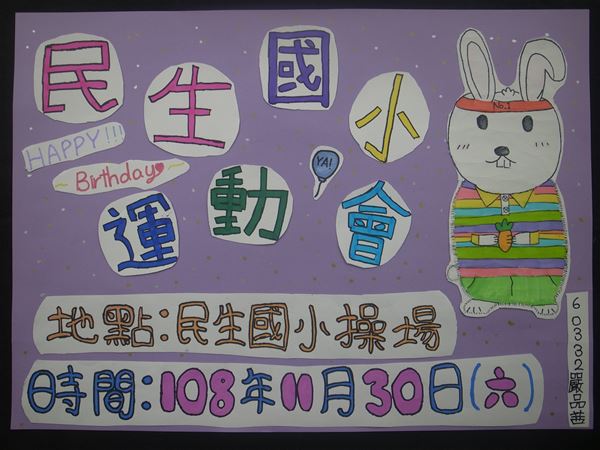 民生國小
HAPPY!!!
Birthday
YA!
運動會
No.1
地點:民生國小操場
時間:108年11月30日(六)
60332嚴品茜